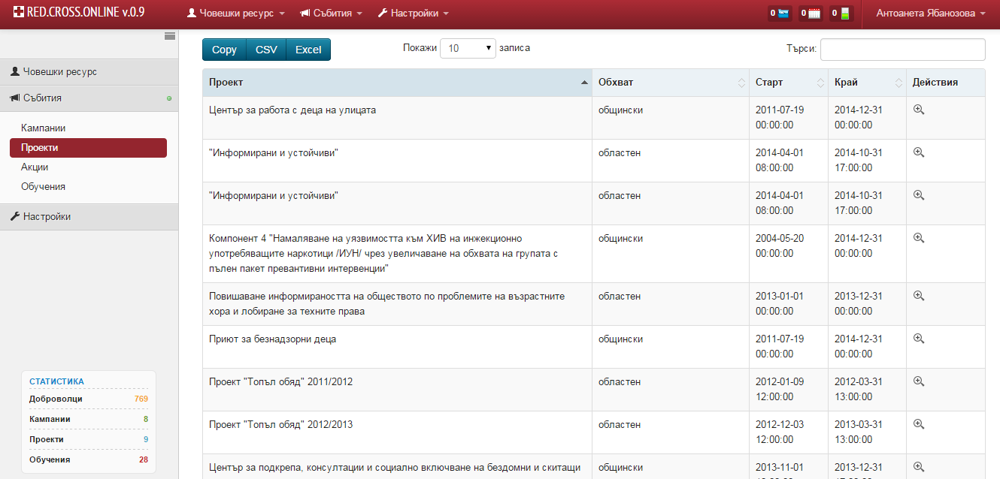 RED.CROSS.ONLINE v.0.9
Човешки ресурс
Събития
Настройки
0
0
0
Антоанета Ябанозова
Човешки ресурс
Събития
Кампании
Проекти
Акции
Обучения
Настройки
СТАТИСТИКА
Доброволци 769
Кампании 8
Проекти 9
Обучения 28
Copy CSV Excel
Покажи 10 записа
Търси:
Проект Обхват Старт Край Действия
Център за работа с деца на улицата общински 2011-07-19 2014-12-31
00:00:00 00:00:00
"Информирани и устойчиви" областен 2014-04-01 2014-10-31
08:00:00 17:00:00
"Информирани и устойчиви" областен 2014-04-01 2014-10-31
08:00:00 17:00:00
Компонент 4 "Намаляване на уязвимостта към ХИВ на инжекционно общински 2004-05-20 2014-12-31
употребяващите наркотици /ИУН/ чрез увеличаване на обхвата на групата с 00:00:00 00:00:00
пълен пакет превантивни интервенции"
Повишаване информираността на обществото по проблемите на възрастните областен 2013-01-01 2013-12-31
хора и лобиране за техните права 00:00:00 00:00:00
Приют за безнадзорни деца общински 2011-07-19 2014-12-31
00:00:00 00:00:00
Проект "Топъл обяд" 2011/2012 областен 2012-01-09 2012-03-31
12:00:00 13:00:00
Проект "Топъл обяд" 2012/2013 областен 2012-12-03 2013-03-31
12:00:00 13:00:00
Център за подкрепа, консултации и социално включване на бездомни и скитащи общински 2013-11-01 2013-12-31